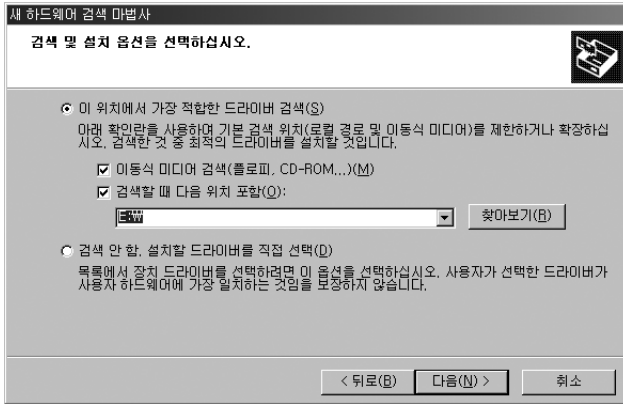 새 하드웨어 검색 마법사
검색 및 설치 옵션을 선택하십시오.
이 위치에서 가장 적합한 드라이버 검색(S)
아래 확인란을 사용하여 기본 검색 위치(로컬 경로 및 이동식 미디어)를 제한하거나 확장하십
시오. 검색한 것 중 최적의 드라이버를 설치할 것입니다.
이동식 미디어 검색(플로피, CD-ROM...)(M)
검색할 때 다음 위치 포함(O):
E:₩
찾아보기(R)
검색 안 함. 설치할 드라이버를 직접 선택(D)
목록에서 장치 드라이버를 선택하려면 이 옵션을 선택하십시오. 사용자가 선택한 드라이버가
사용자 하드웨어에 가장 일치하는 것임을 보장하지 않습니다.
< 뒤로(B) 다음(N) > 취소